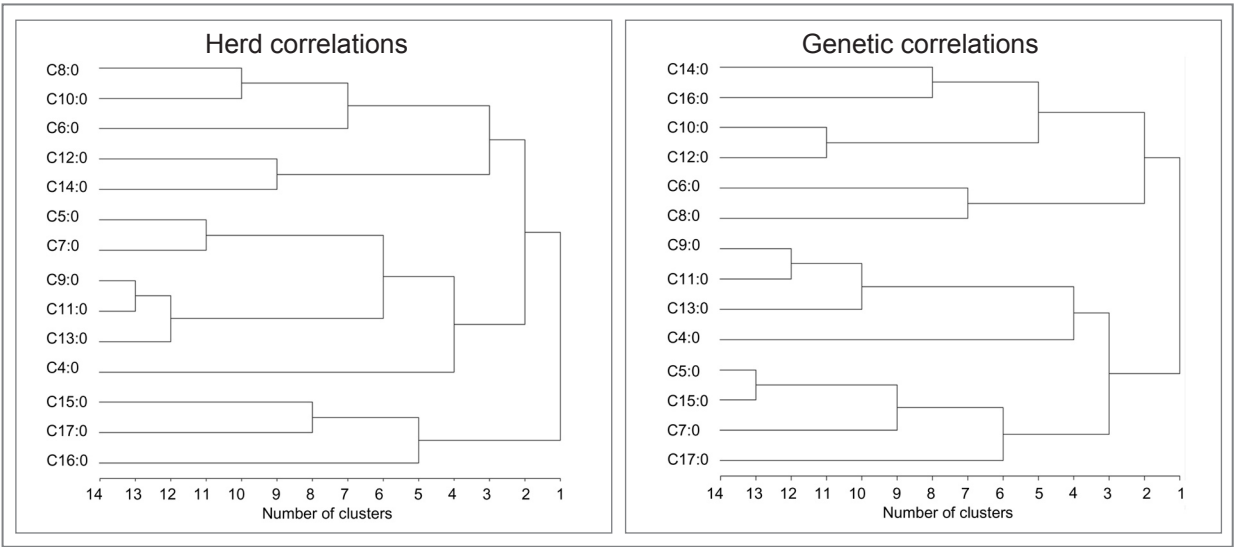 Herd correlations
C8:0
C10:0
C6:0
C12:0
C14:0
C5:0
C7:0
C9:0
C11:0
C13:0
C4:0
C15:0
C17:0
C16:0
14 13 12 11 10 9 8 7 6 5 4 3 2 1
Number of clusters
Genetic correlations
C14:0
C16:0
C10:0
C12:0
C6:0
C8:0
C9:0
C11:0
C13:0
C4:0
C5:0
C15:0
C7:0
C17:0
14 13 12 11 10 9 8 7 6 5 4 3 2 1
Number of clusters